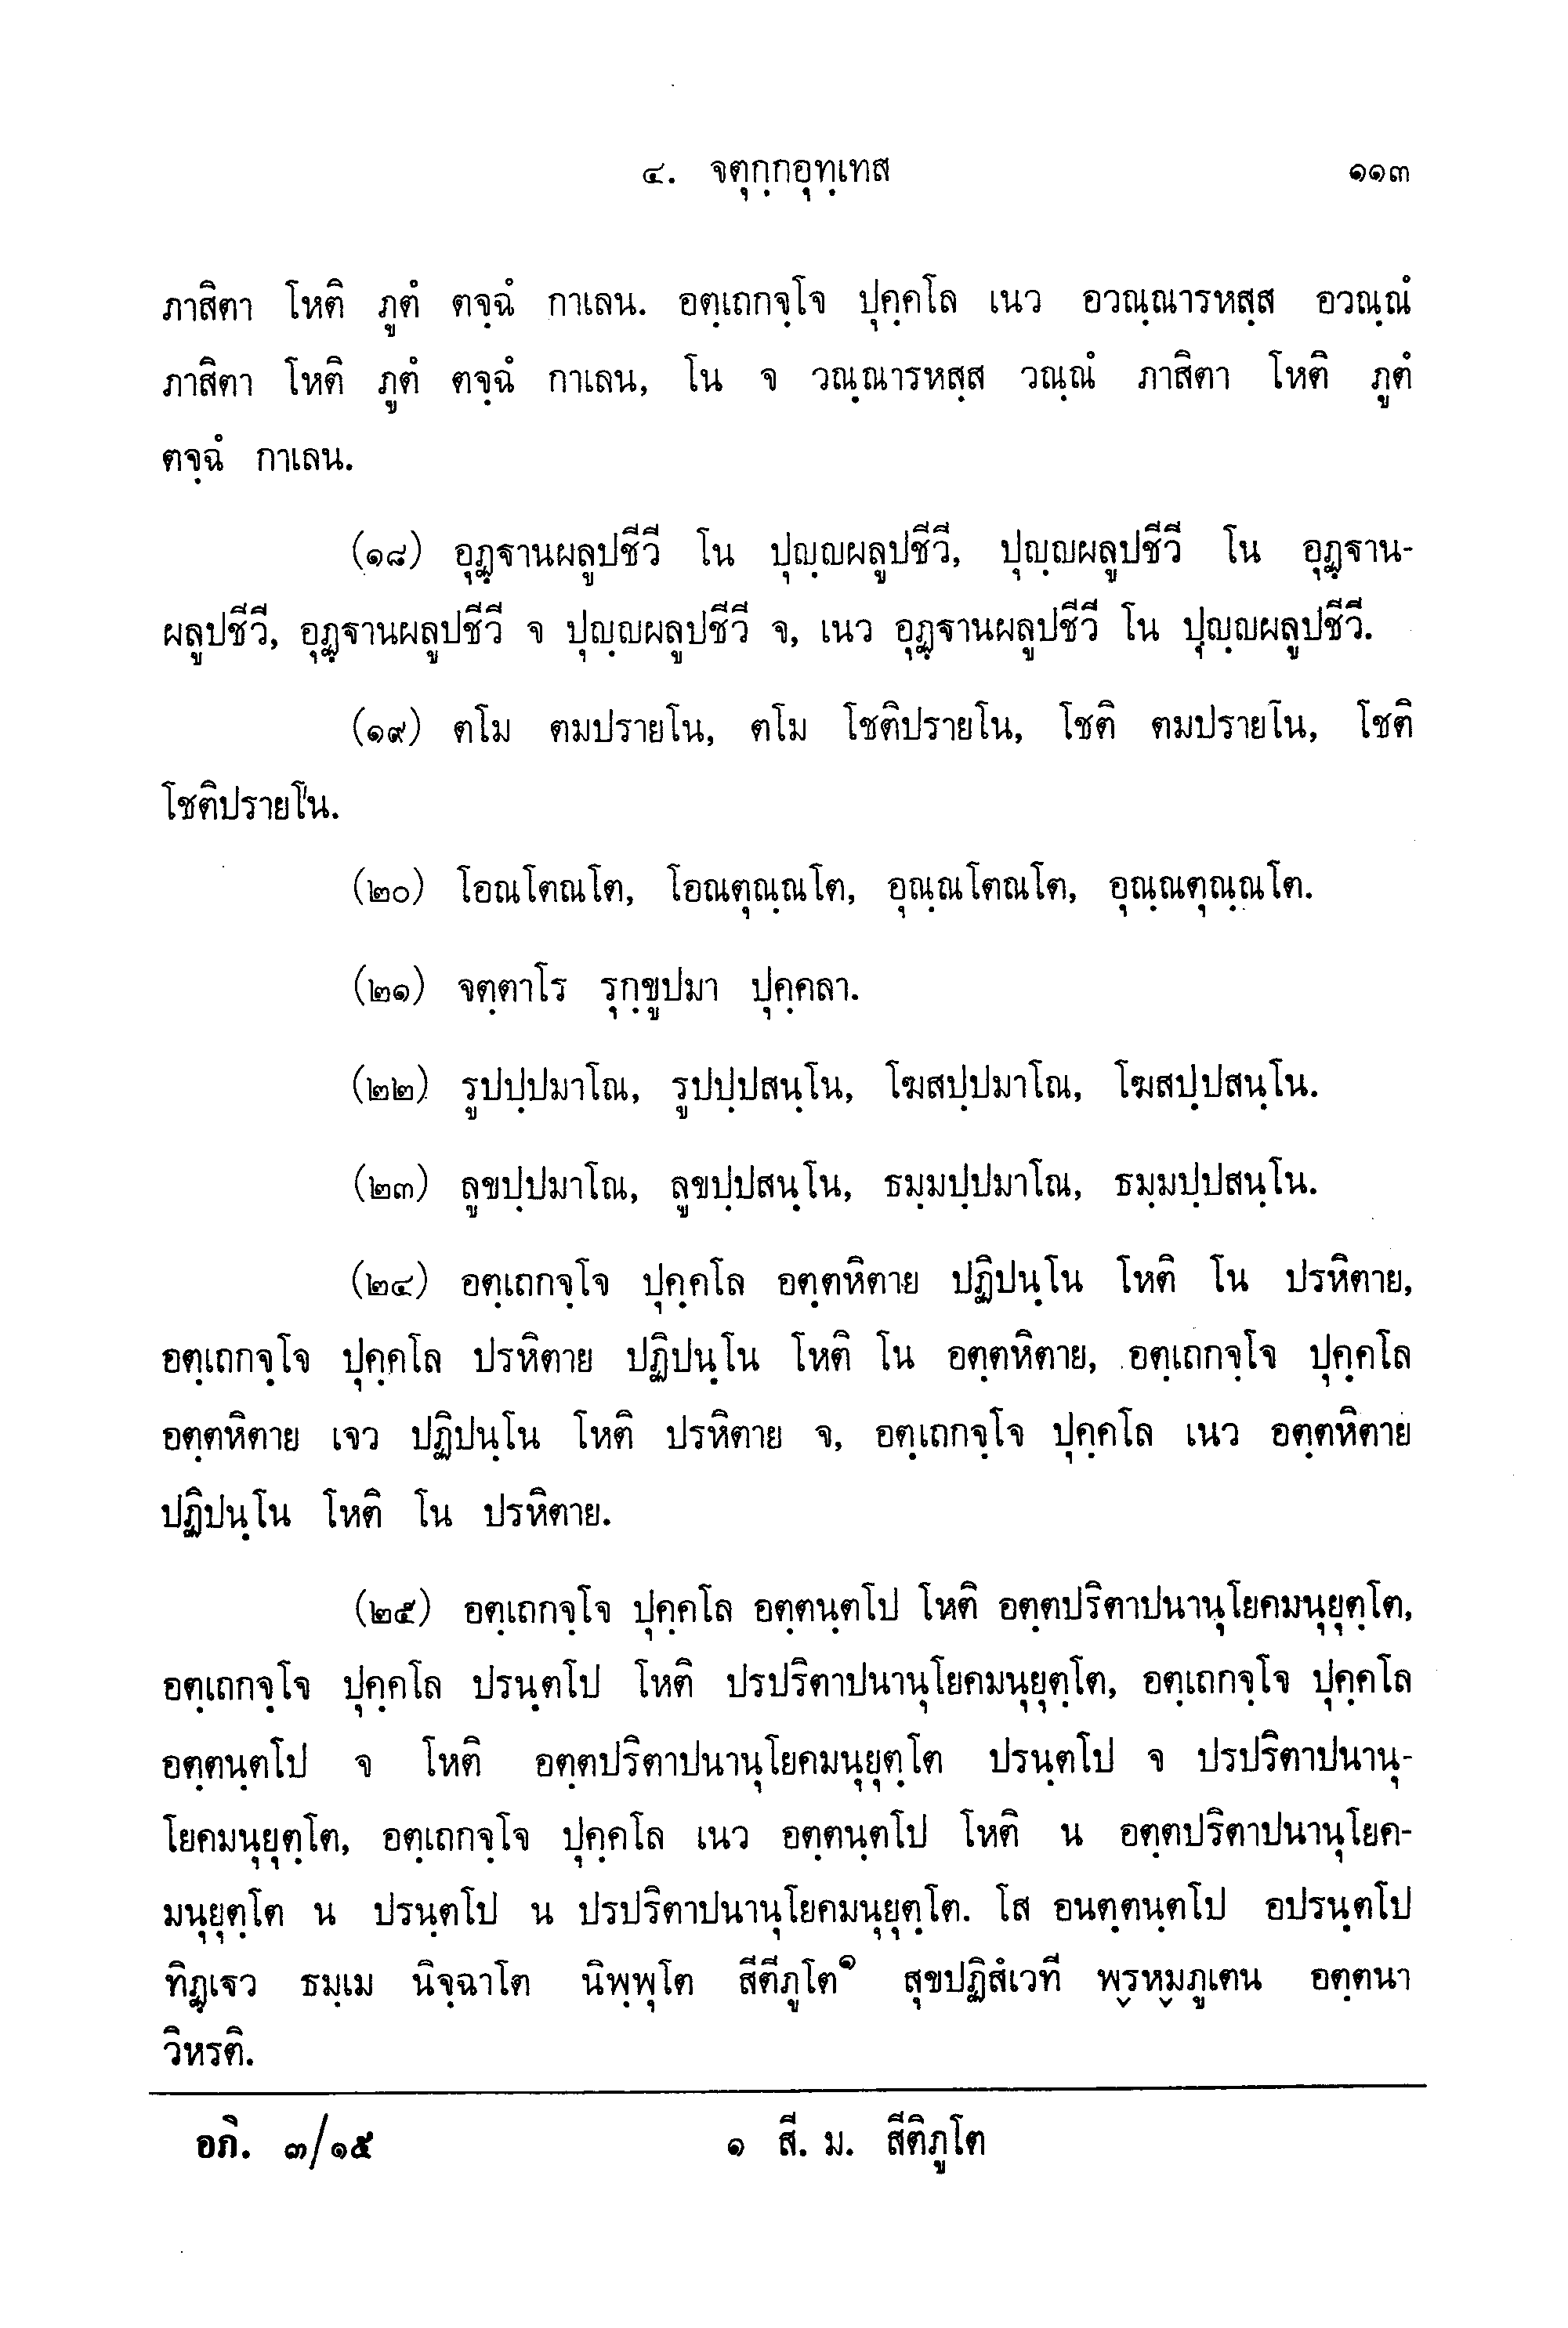 ๔. จตุกฺกอุทฺเทส ๑๑๓
ภาสิตา โหติ ภูตํ ตจฺฉํ กาเลน. อตฺเถกจฺโจ ปุคฺคโล เนว อวณฺณารหสฺส อวณฺณํ
ภาสิตา โหติ ภูตํ ตจฺฉํ กาเลน, โน จ วณฺณารหสฺส วณฺณํ ภาสิตา โหติ ภูตํ
ตจฺฉํ กาเลน.
(๑๘) อุฏฺฐานผลูปชีวี โน ปุญฺญผลูปชีวี, ปุญฺญผลูปชีวี โน อุฏฺฐาน-
ผลูปชีวี, อุฏฺฐานผลูปชีวี จ ปุญฺญผลูปชีวี จ, เนว อุฏฺฐานผลูปชีวี โน ปุญฺญผลูปชีวี.
(๑๙) ตโม ตมปรายโน, ตโม โชติปรายโน, โชติ ตมปรายโน, โชติ
โชติปรายโน.
(๒๐) โอณโตณโต, โอณตุณฺณโต, อุณฺณโตณโต, อุณฺณตุณฺณโต.
(๒๑) จตฺตาโร รุกฺขูปมา ปุคฺคลา.
(๒๒) รูปปฺปมาโณ, รูปปฺปสนฺโน, โฆสปฺปมาโณ, โฆสปฺปสนฺโน.
(๒๓) ลูขปฺปมาโณ, ลูขปฺปสนฺโน, ธมฺมปฺปมาโณ, ธมฺมปฺปสนฺโน.
(๒๔) อตฺเถกจฺโจ ปุคฺคโล อตฺตหิตาย ปฏิปนฺโน โหติ โน ปรหิตาย,
อตฺเถกจฺโจ ปุคฺคโล ปรหิตาย ปฏิปนฺโน โหติ โน อตฺตหิตาย, อตฺเถกจฺโจ ปุคฺคโล
อตฺตหิตาย เจว ปฏิปนฺโน โหติ ปรหิตาย จ, อตฺเถกจฺโจ ปุคฺคโล เนว อตฺตหิตาย
ปฏิปนฺโน โหติ โน ปรหิตาย.
(๒๕) อตฺเถกจฺโจ ปุคฺคโล อตฺตนฺตโป โหติ อตฺตปริตาปนานุโยคมนุยุตฺโต,
อตฺเถกจฺโจ ปุคฺคโล ปรนฺตโป โหติ ปรปริตาปนานุโยคมนุยุตฺโต, อตฺเถกจฺโจ ปุคฺคโล
อตฺตนฺตโป จ โหติ อตฺตปริตาปนานุโยคมนุยุตฺโต ปรนฺตโป จ ปรปริตาปนานุ-
โยคมนุยุตฺโต, อตฺเถกจฺโจ ปุคฺคโล เนว อตฺตนฺตโป โหติ น อตฺตปริตาปนานุโยค-
มนุยุตฺโต น ปรนฺตโป น ปรปริตาปนานุโยคมนุยุตฺโต. โส อนตฺตนฺตโป อปรนฺตโป
ทิฏฺเฐว ธมฺเม นิจฺฉาโต นิพฺพุโต สีตีภูโต๑ สุขปฏิสํเวที พฺรหฺมภูเตน อตฺตนา
วิหรติ.
อภิ. ๓/๑๕ ๑ สี. ม. สีติภูโต